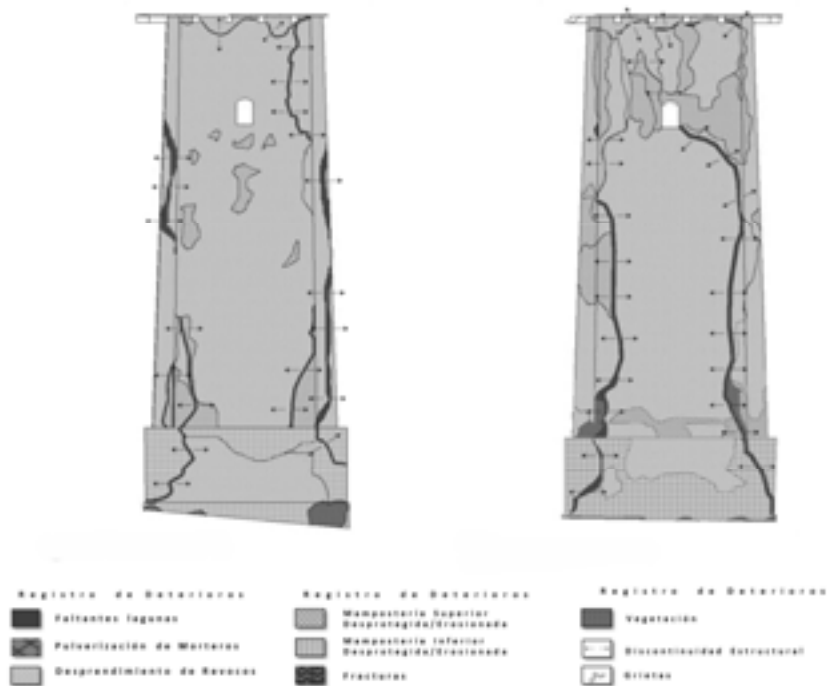 Registro de Deterioros
Faltantes lagunas
Pulverización de Morteros
Desprendimiento de Revocos
Registro de Deterioros
Mampostería Superior
Desprotegida/Erosionada
Mampostería Inferior
Desprotegida/Erosionada
Fracturas
Registro de Deterioros
Vegetación
Discontinuidad Estructural
Grietas